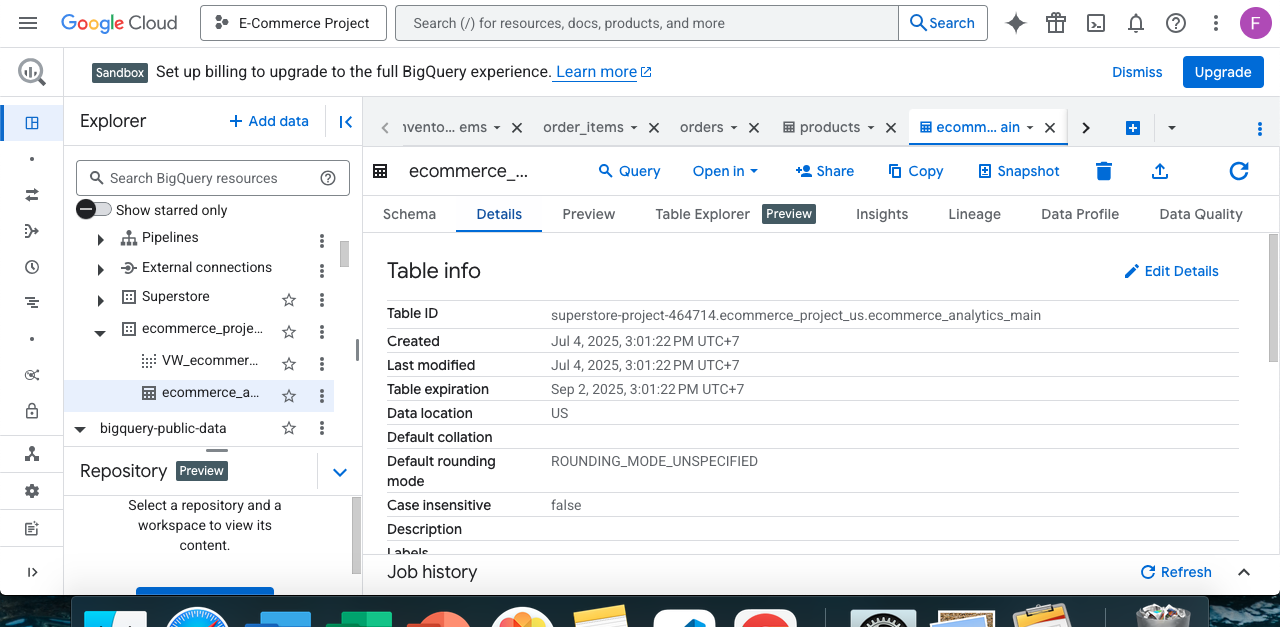 Google Cloud
E-Commerce Project
Search (/) for resources, docs, products, and more
Search
F
Sandbox
Set up billing to upgrade to the full BigQuery experience. Learn more
Dismiss
Upgrade
Explorer
+ Add data
Search BigQuery resources
Show starred only
Pipelines
External connections
Superstore
ecommerce_proje...
VW_ecommer...
ecommerce_a...
bigquery-public-data
Repository
Preview
Select a repository and a
workspace to view its
content.
nvento... ems
order_items
orders
products
ecomm... ain
ecommerce_...
Query
Open in
Share
Copy
Snapshot
Schema
Details
Preview
Table Explorer
Preview
Insights
Lineage
Data Profile
Data Quality
Table info
Edit Details
Table ID superstore-project-464714.ecommerce_project_us.ecommerce_analytics_main
Created Jul 4, 2025, 3:01:22 PM UTC+7
Last modified Jul 4, 2025, 3:01:22 PM UTC+7
Table expiration Sep 2, 2025, 3:01:22 PM UTC+7
Data location US
Default collation
Default rounding mode ROUNDING_MODE_UNSPECIFIED
Case insensitive false
Description
Labels
Job history
Refresh